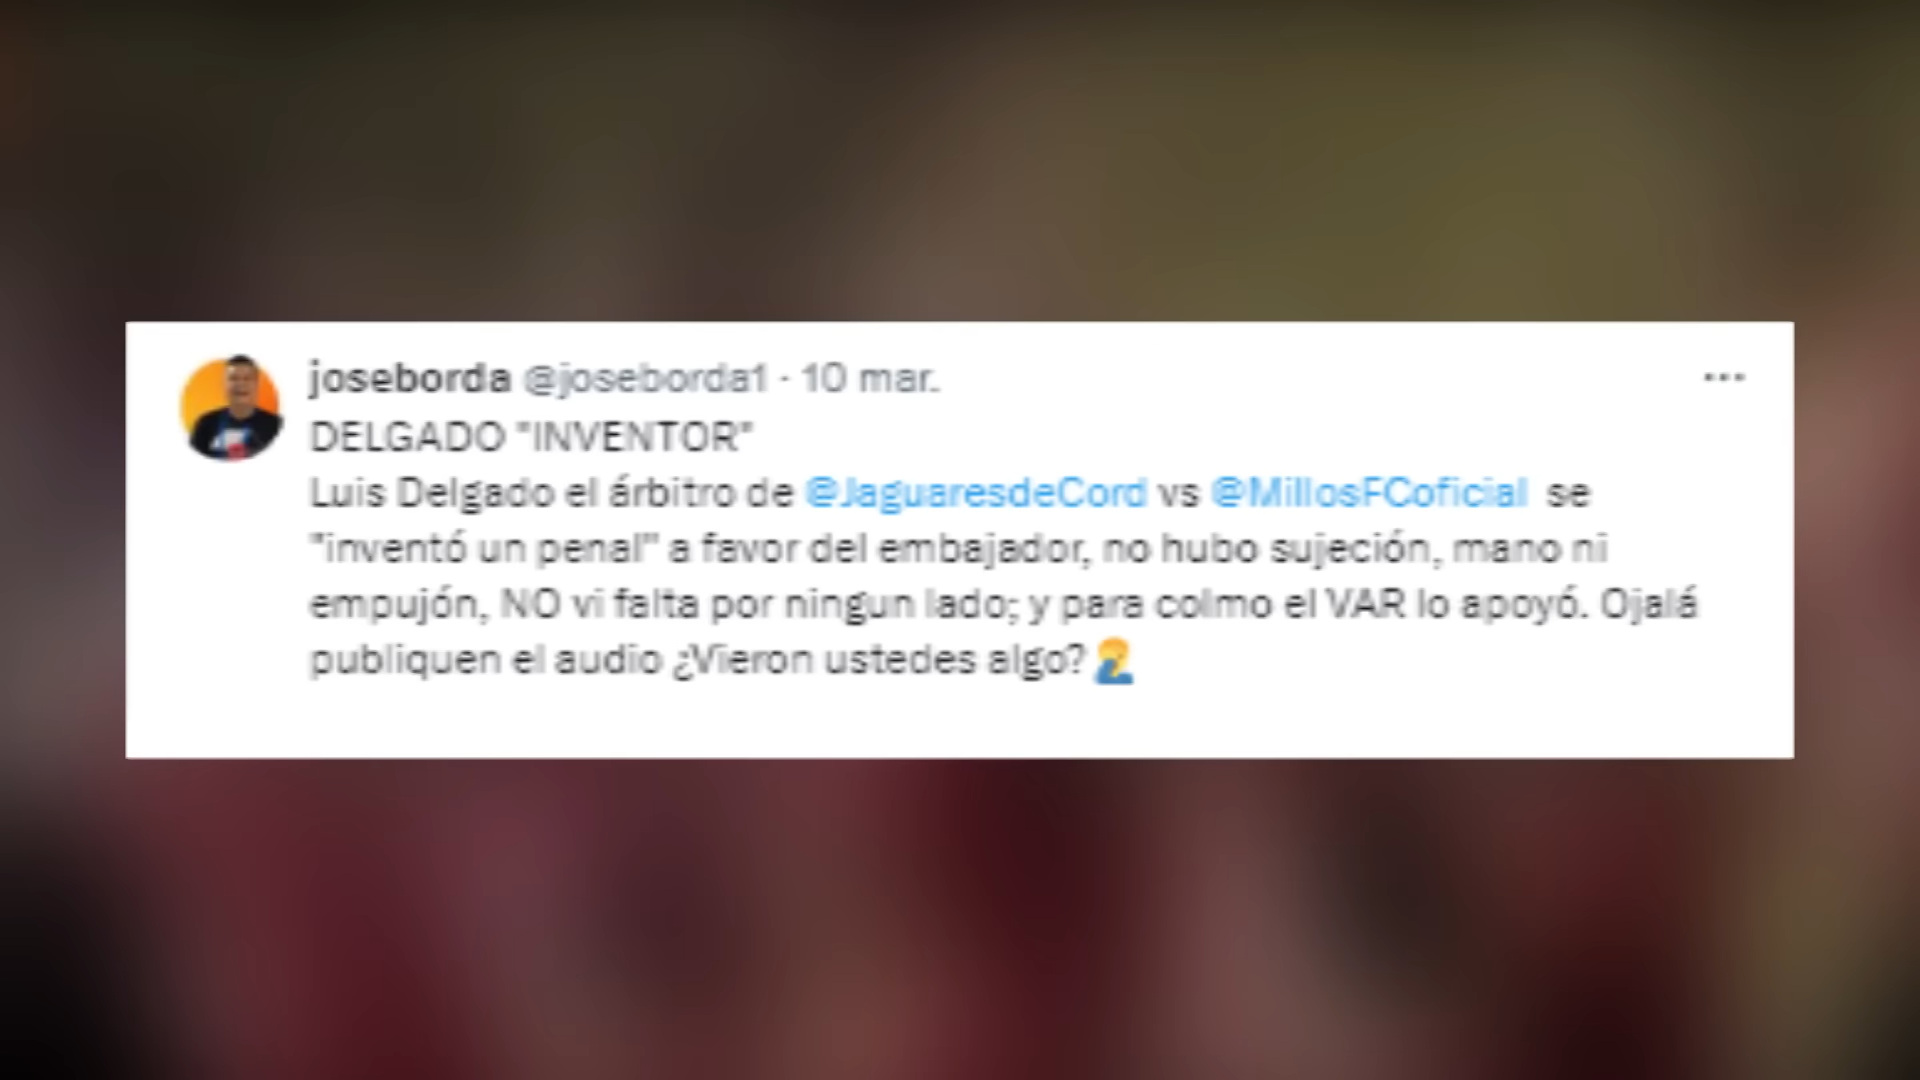 joseborda @joseborda1 · 10 mar.
DELGADO "INVENTOR"
Luis Delgado el árbitro de @JaguaresdeCord vs @MillosFCoficial se
"inventó un penal" a favor del embajador, no hubo sujeción, mano ni
empujón, NO vi falta por ningun lado; y para colmo el VAR lo apoyó. Ojalá
publiquen el audio ¿Vieron ustedes algo? 🤦‍♂️